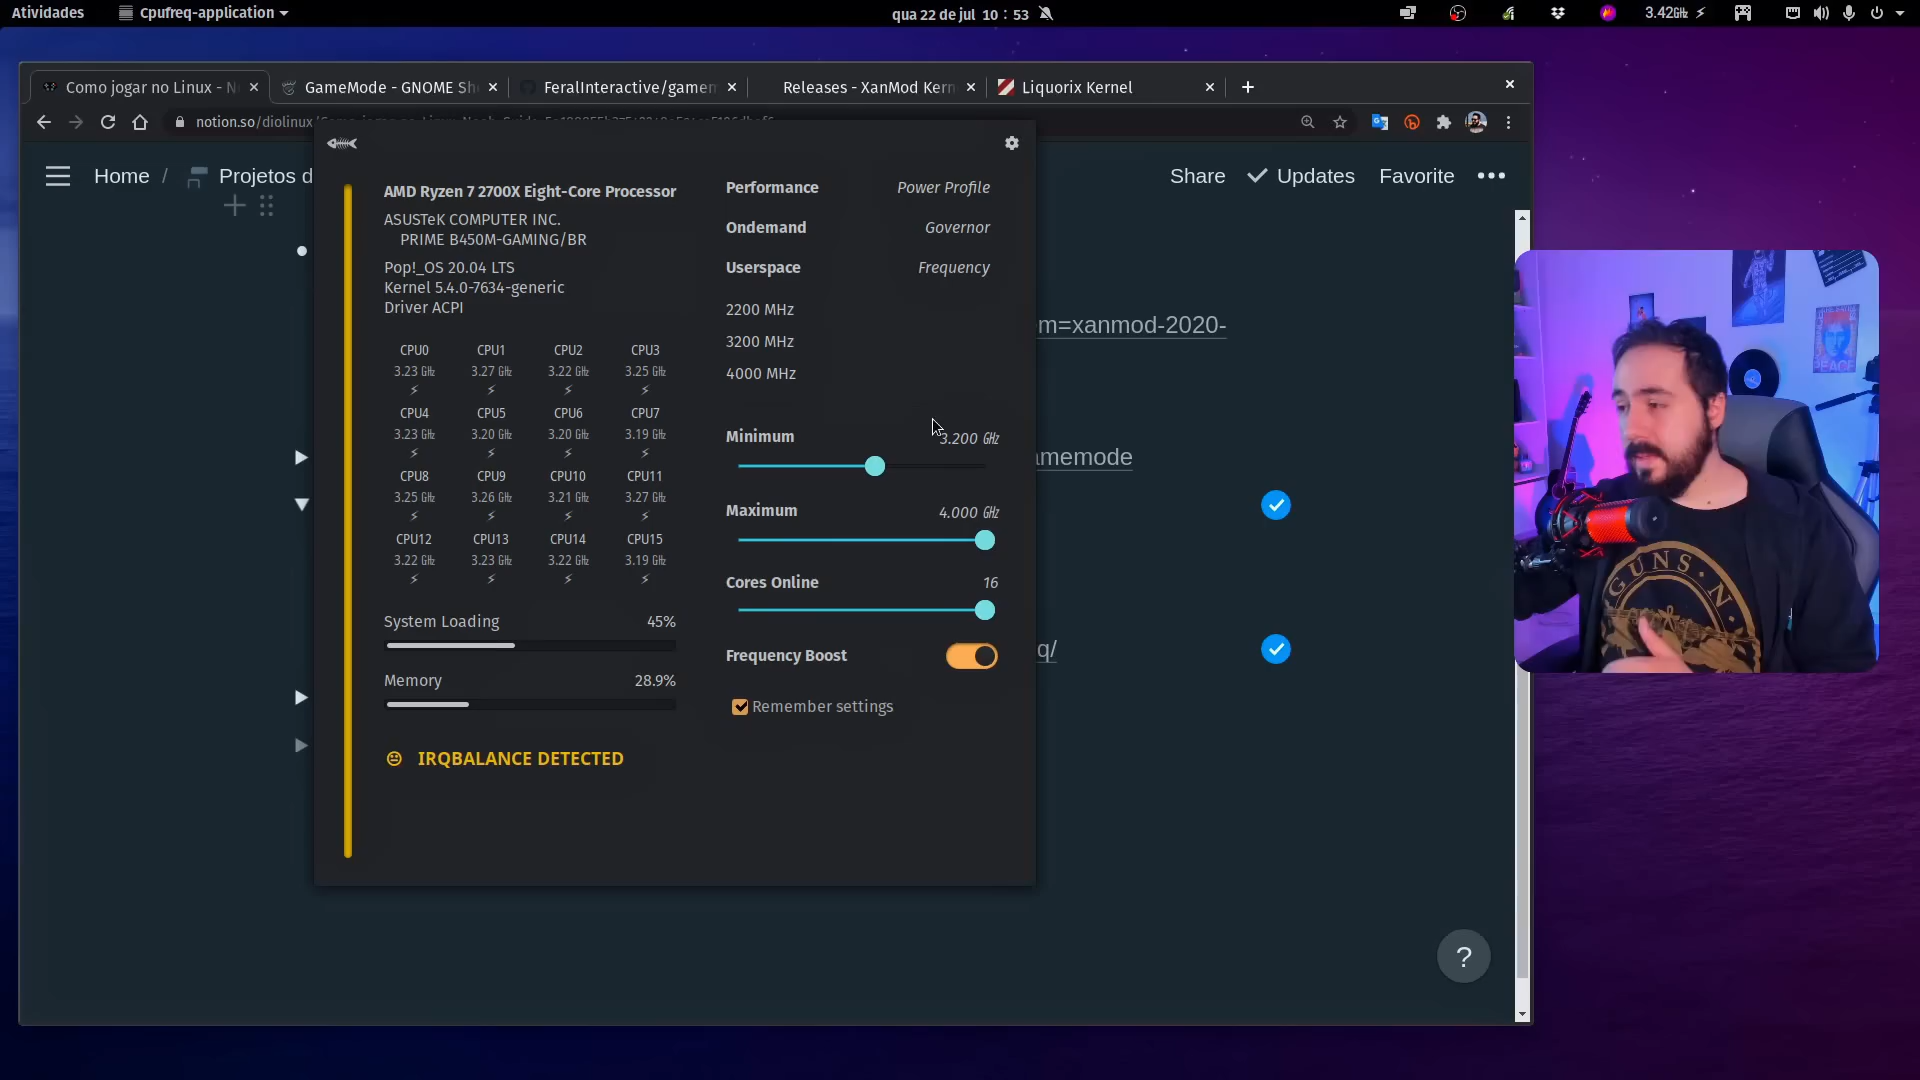 Atividades
Cpufreq-application
qua 22 de jul 10 : 53
3.42GHz
Como jogar no Linux - N
GameMode - GNOME Sh
FeralInteractive/gamem
Releases - XanMod Kern
Liquorix Kernel
notion.so/diolinux/
Home / Projetos d
Share
Updates
Favorite
AMD Ryzen 7 2700X Eight-Core Processor
ASUSTeK COMPUTER INC.
PRIME B450M-GAMING/BR
Pop!_OS 20.04 LTS
Kernel 5.4.0-7634-generic
Driver ACPI
CPU0 CPU1 CPU2 CPU3
3.23 GHz 3.27 GHz 3.22 GHz 3.25 GHz
CPU4 CPU5 CPU6 CPU7
3.23 GHz 3.20 GHz 3.20 GHz 3.19 GHz
CPU8 CPU9 CPU10 CPU11
3.25 GHz 3.26 GHz 3.21 GHz 3.27 GHz
CPU12 CPU13 CPU14 CPU15
3.22 GHz 3.23 GHz 3.22 GHz 3.19 GHz
System Loading 45%
Memory 28.9%
IRQBALANCE DETECTED
Performance Power Profile
Ondemand Governor
Userspace Frequency
2200 MHz
3200 MHz
4000 MHz
Minimum 3.200 GHz
Maximum 4.000 GHz
Cores Online 16
Frequency Boost
Remember settings
m=xanmod-2020-
amemode
q/
?
PEACE
GUNS N